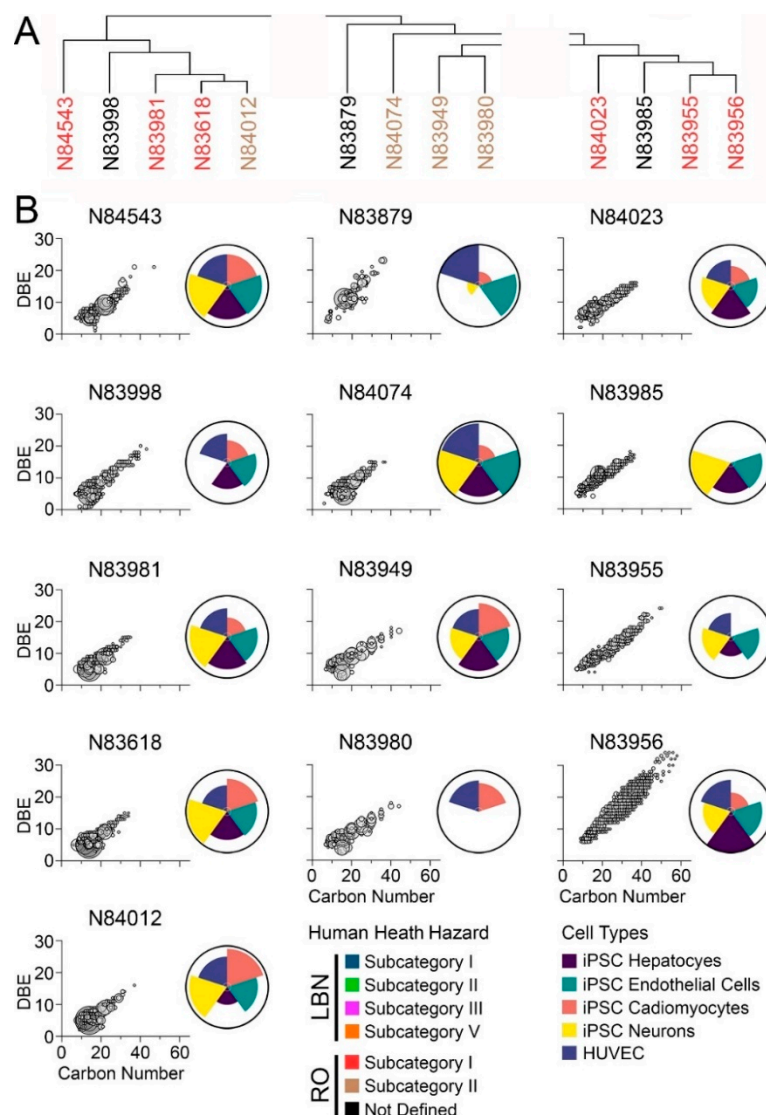 A
N84543
N83998
N83981
N83618
N84012
N83879
N84074
N83949
N83980
N84023
N83985
N83955
N83956
B
N84543
N83879
N84023
30
20
10
0
DBE
N83998
N84074
N83985
30
20
10
0
DBE
N83981
N83949
N83955
30
20
10
0
DBE
N83618
N83980
N83956
30
20
10
0
DBE
0 20 40 60
Carbon Number
0 20 40 60
Carbon Number
N84012
30
20
10
0
DBE
0 20 40 60
Carbon Number
Human Heath Hazard
LBN
Subcategory I
Subcategory II
Subcategory III
Subcategory V
RO
Subcategory I
Subcategory II
Not Defined
Cell Types
iPSC Hepatocyes
iPSC Endothelial Cells
iPSC Cadiomyocytes
iPSC Neurons
HUVEC